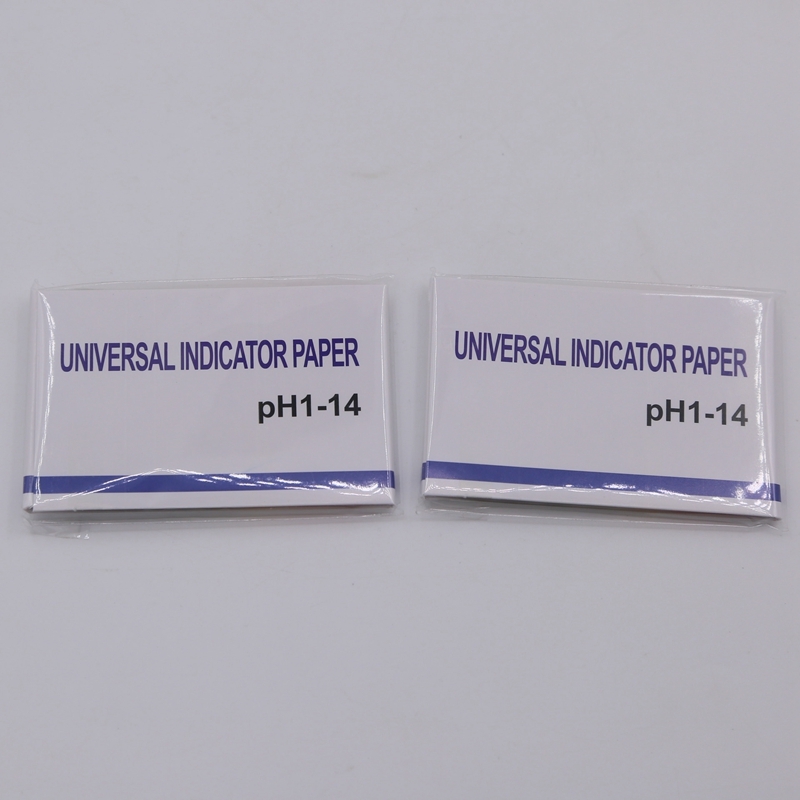 UNIVERSAL INDICATOR PAPER
pH1-14
UNIVERSAL INDICATOR PAPER
pH1-14